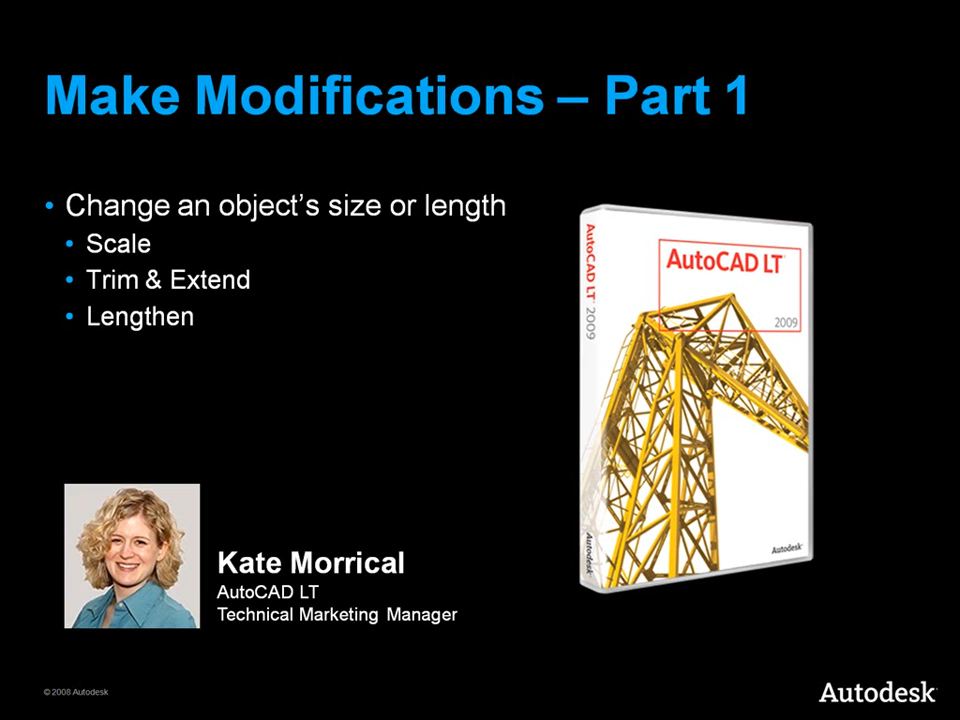 Make Modifications – Part 1
• Change an object's size or length
• Scale
• Trim & Extend
• Lengthen
AutoCAD LT
2009
AutoCAD LT 2009
Autodesk
Autodesk
Kate Morrical
AutoCAD LT
Technical Marketing Manager
© 2008 Autodesk
Autodesk